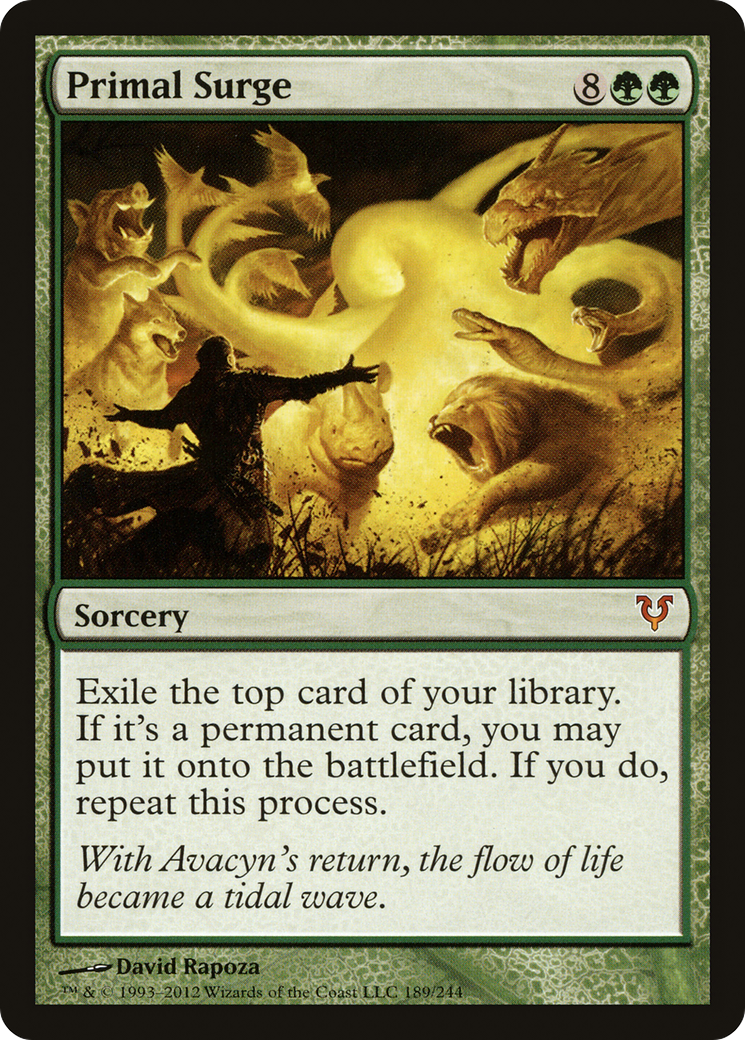 Primal Surge 8
Sorcery
Exile the top card of your library.
If it's a permanent card, you may
put it onto the battlefield. If you do,
repeat this process.
With Avacyn's return, the flow of life
became a tidal wave.
David Rapoza
™ & © 1993–2012 Wizards of the Coast LLC 189/244